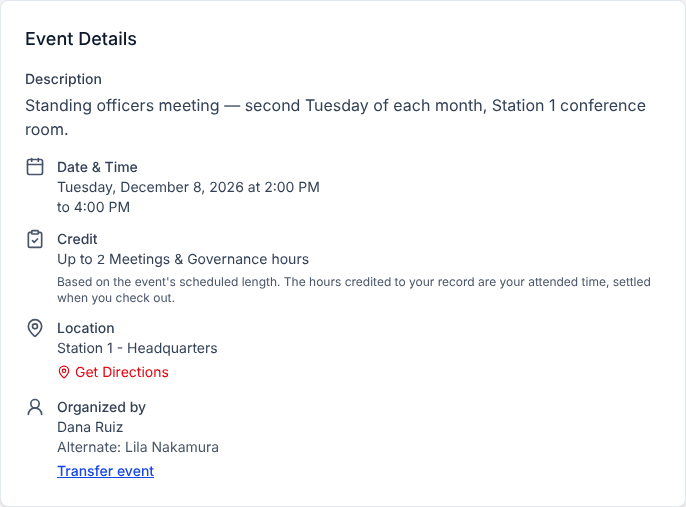 Event Details
Description
Standing officers meeting — second Tuesday of each month, Station 1 conference
room.
Date & Time
Tuesday, December 8, 2026 at 2:00 PM
to 4:00 PM
Credit
Up to 2 Meetings & Governance hours
Based on the event's scheduled length. The hours credited to your record are your attended time, settled
when you check out.
Location
Station 1 - Headquarters
Get Directions
Organized by
Dana Ruiz
Alternate: Lila Nakamura
Transfer event